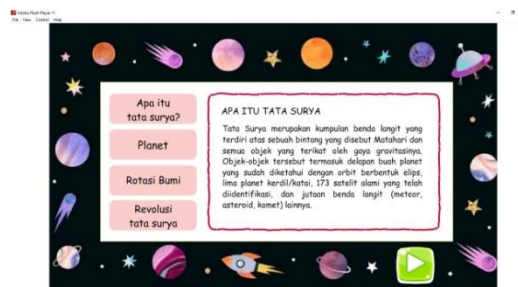 Adobe Flash Player 11
File View Control Help
Apa itu
tata surya?
Planet
Rotasi Bumi
Revolusi
tata surya
APA ITU TATA SURYA
Tata Surya merupakan kumpulan benda langit yang
terdiri atas sebuah bintang yang disebut Matahari dan
semua objek yang terikat oleh gaya gravitasinya.
Objek-objek tersebut termasuk delapan buah planet
yang sudah diketahui dengan orbit berbentuk elips,
lima planet kerdil/katai, 173 satelit alami yang telah
diidentifikasi, dan jutaan benda langit (meteor,
asteroid, komet) lainnya.